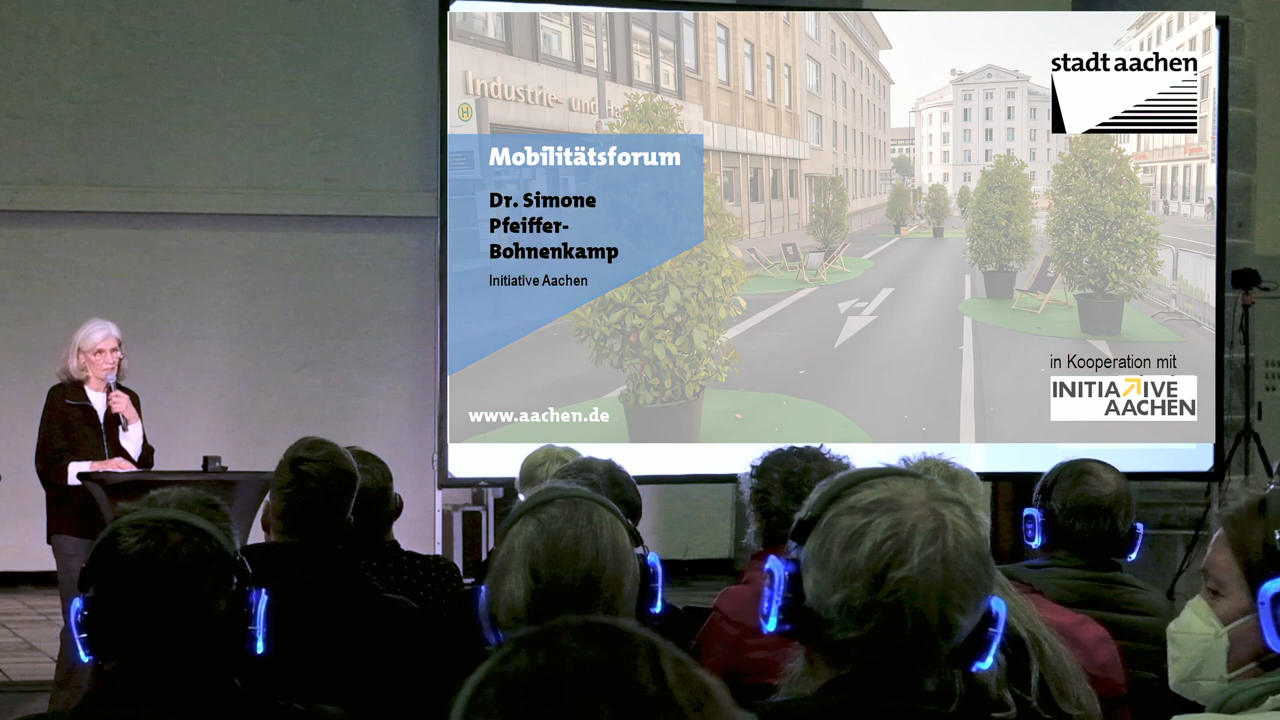 Industrie- und Ha
H
stadt aachen
Mobilitätsforum
Dr. Simone
Pfeiffer-
Bohnenkamp
Initiative Aachen
in Kooperation mit
INITIATIVE
AACHEN
www.aachen.de